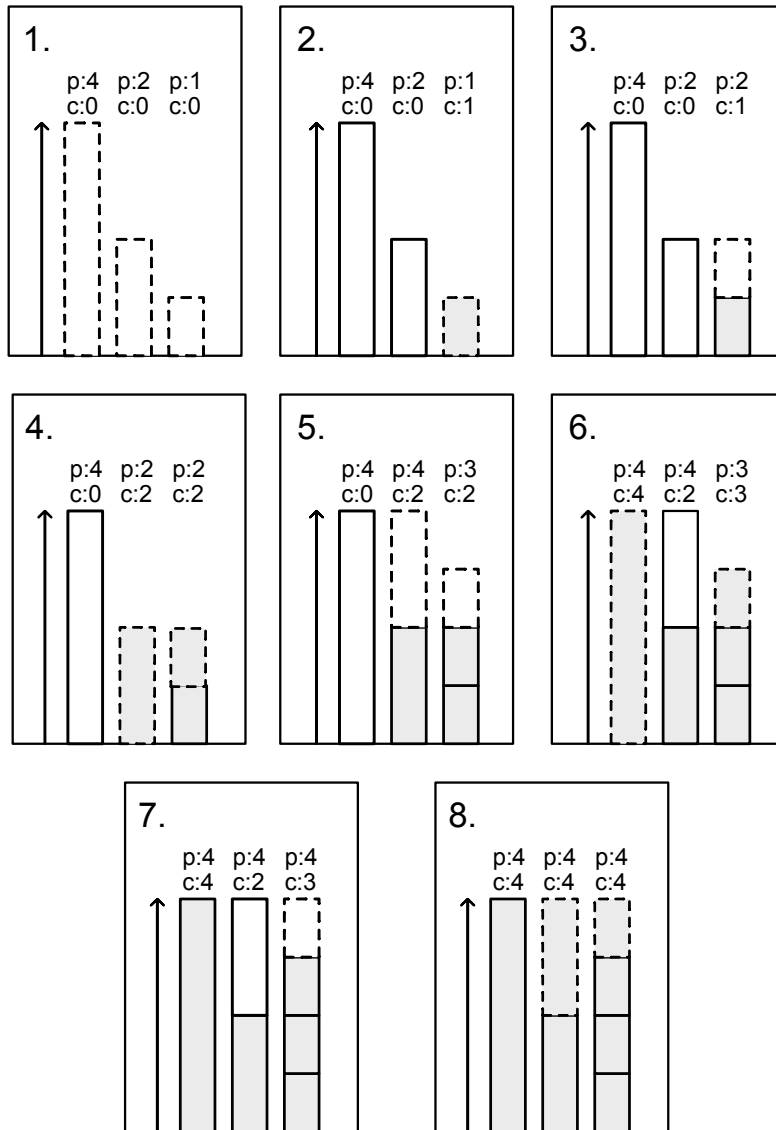 1.
p:4 p:2 p:1
c:0 c:0 c:0
2.
p:4 p:2 p:1
c:0 c:0 c:1
3.
p:4 p:2 p:2
c:0 c:0 c:1
4.
p:4 p:2 p:2
c:0 c:2 c:2
5.
p:4 p:4 p:3
c:0 c:2 c:2
6.
p:4 p:4 p:3
c:4 c:2 c:3
7.
p:4 p:4 p:4
c:4 c:2 c:3
8.
p:4 p:4 p:4
c:4 c:4 c:4